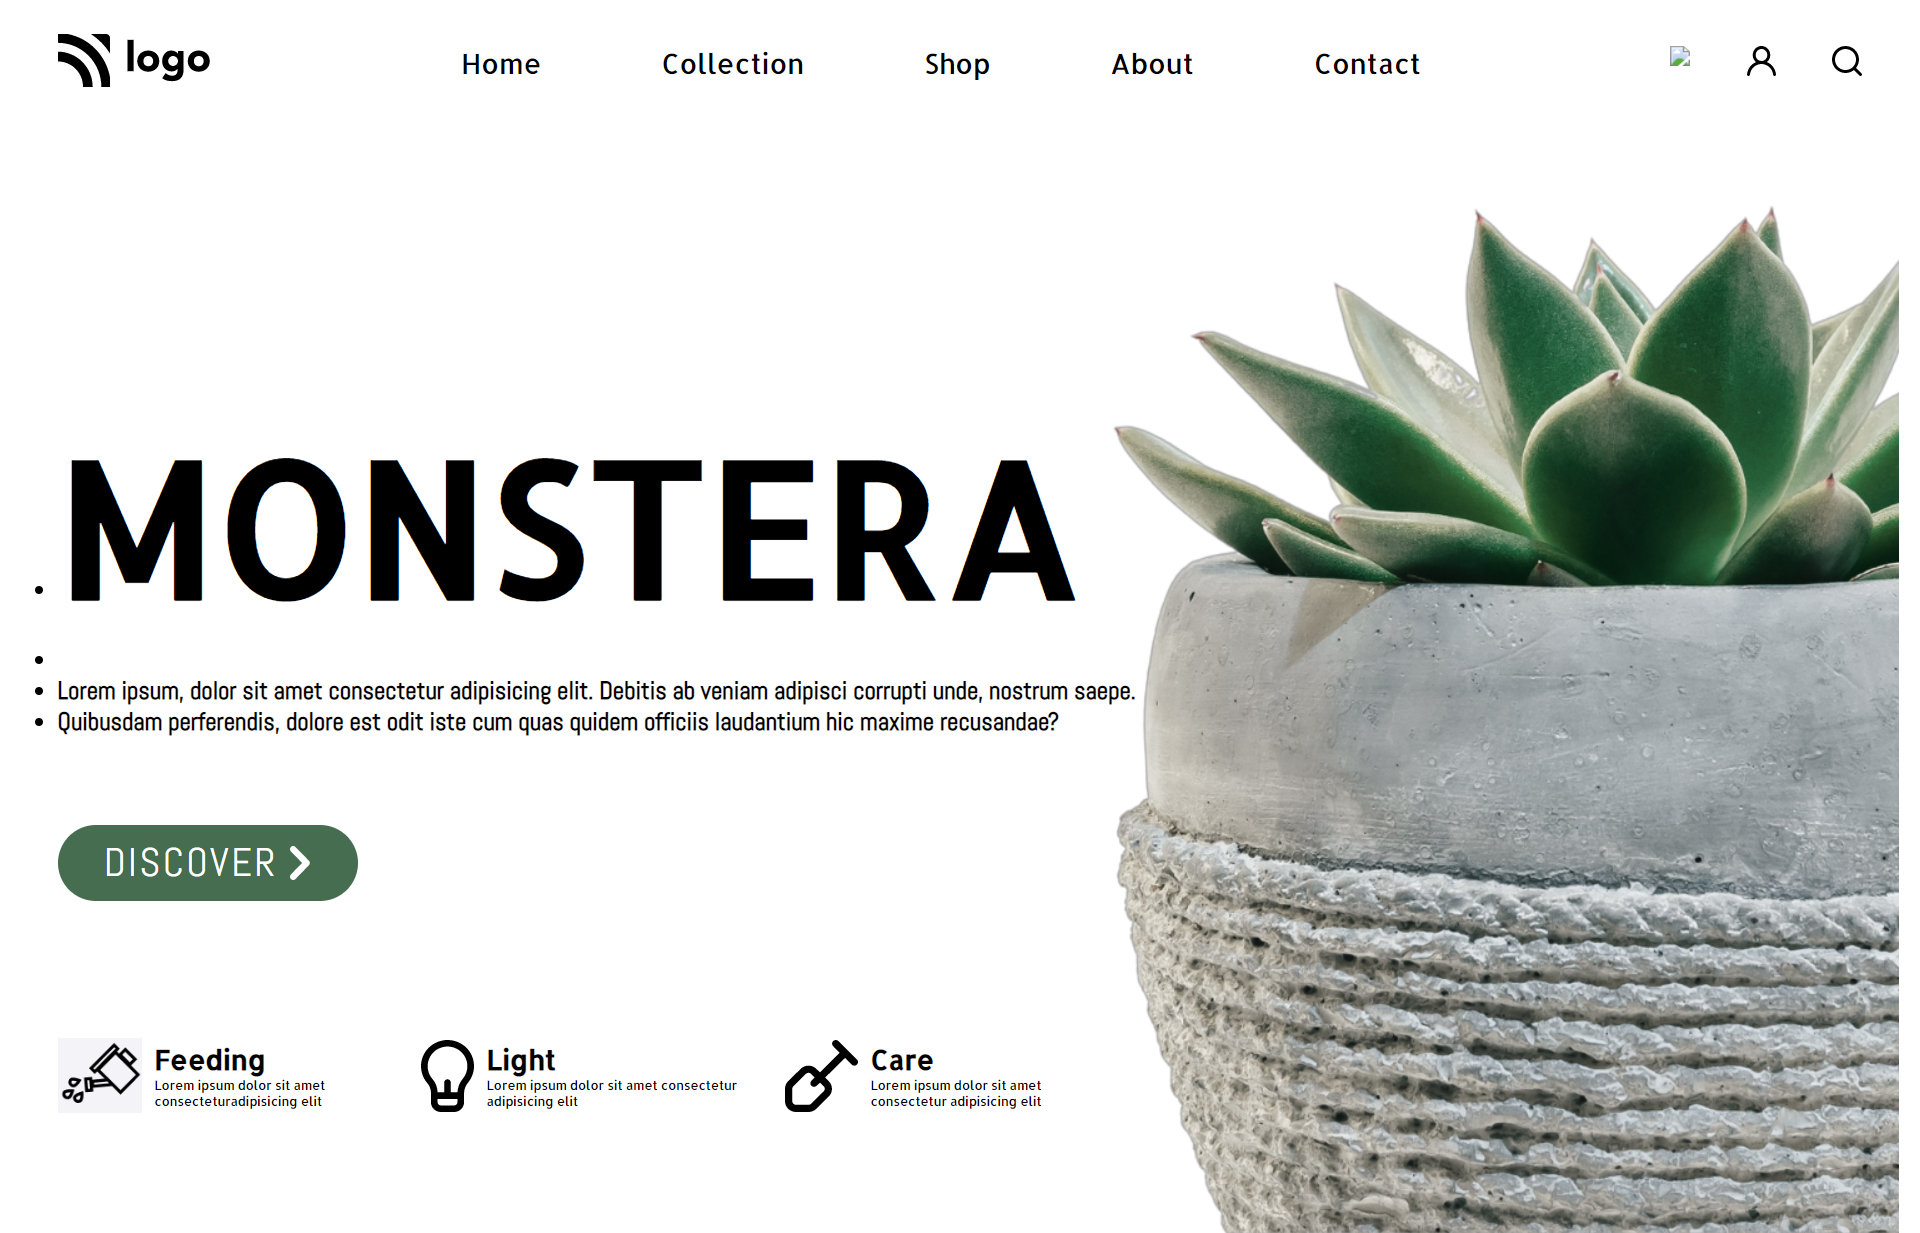 logo
Home
Collection
Shop
About
Contact
MONSTERA
Lorem ipsum, dolor sit amet consectetur adipisicing elit. Debitis ab veniam adipisci corrupti unde, nostrum saepe.
Quibusdam perferendis, dolore est odit iste cum quas quidem officiis laudantium hic maxime recusandae?
DISCOVER
Feeding
Lorem ipsum dolor sit amet
consecteturadipisicing elit
Light
Lorem ipsum dolor sit amet consectetur
adipisicing elit
Care
Lorem ipsum dolor sit amet
consectetur adipisicing elit